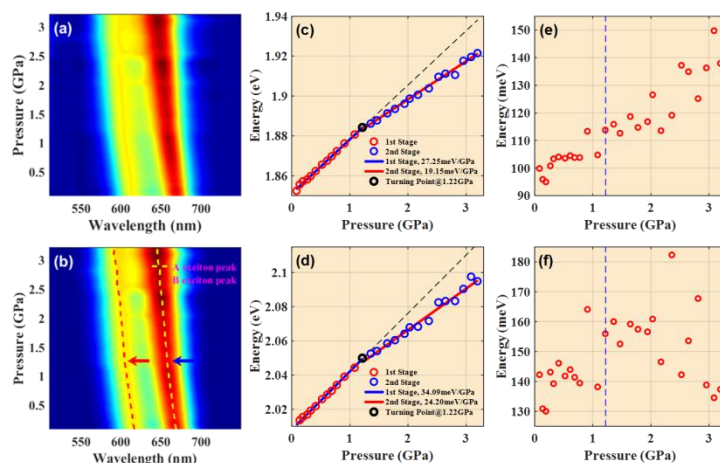 (a)
Pressure (GPa)
3
2.5
2
1.5
1
0.5
600
650
700
Wavelength (nm)
(b)
A exciton peak
B exciton peak
Pressure (GPa)
3
2.5
2
1.5
1
0.5
600
650
700
Wavelength (nm)
(c)
Energy (eV)
1.94
1.92
1.9
1.88
1.86
1st Stage
2nd Stage
1st Stage, 27.25meV/GPa
2nd Stage, 19.15meV/GPa
Turning Point@1.22GPa
0
1
2
3
Pressure (GPa)
(d)
Energy (eV)
2.1
2.08
2.06
2.04
2.02
1st Stage
2nd Stage
1st Stage, 34.09meV/GPa
2nd Stage, 24.20meV/GPa
Turning Point@1.22GPa
0
1
2
3
Pressure (GPa)
(e)
Energy (meV)
150
140
130
120
110
100
90
0
1
2
3
Pressure (GPa)
(f)
Energy (meV)
180
170
160
150
140
130
0
1
2
3
Pressure (GPa)